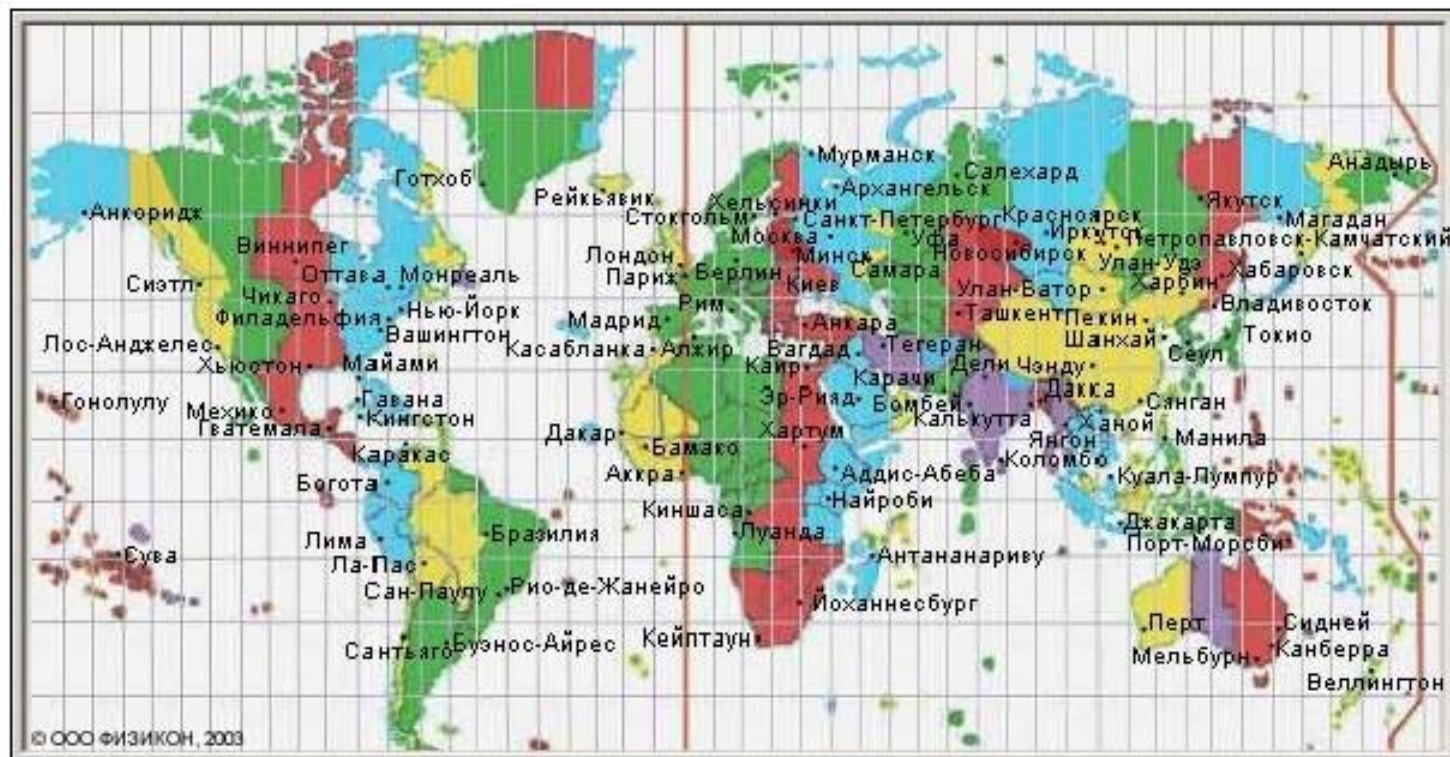 Мурманск
Анадырь
Готхоб
Салехард
Рейкьявик
Архангельск
Хельсинки
Якутск
Анкоридж
Стокгольм
Санкт-Петербург
Красноярск
Магадан
Москва
Уфа
Иркутск
Петропавловск-Камчатский
Виннипег
Лондон
Минск
Новосибирск
Оттава
Монреаль
Париж
Берлин
Самара
Улан-Удэ
Хабаровск
Сиэтл
Чикаго
Киев
Улан-Батор
Харбин
Нью-Йорк
Рим
Владивосток
Филадельфия
Мадрид
Анкара
Ташкент
Пекин
Вашингтон
Токио
Лос-Анджелес
Касабланка
Алжир
Вагдад
Тегеран
Шанхай
Сеул
Хьюстон
Майами
Каир
Карачи
Дели
Чэнду
Гонолулу
Гавана
Эр-Рияд
Бомбей
Дакка
Сянган
Мехико
Кингстон
Калькутта
Ханой
Гватемала
Дакар
Хартум
Янгон
Манила
Каракас
Бамако
Коломбо
Богота
Аккра
Аддис-Абеба
Куала-Лумпур
Найроби
Киншаса
Джакарта
Лима
Бразилия
Луанда
Порт-Морсби
Сува
Ла-Пас
Антананариву
Сан-Паулу
Рио-де-Жанейро
Йоханнесбург
Перт
Сидней
Сантьяго
Буэнос-Айрес
Кейптаун
Канберра
Мельбурн
Веллингтон
© ООО ФИЗИКОН, 2003